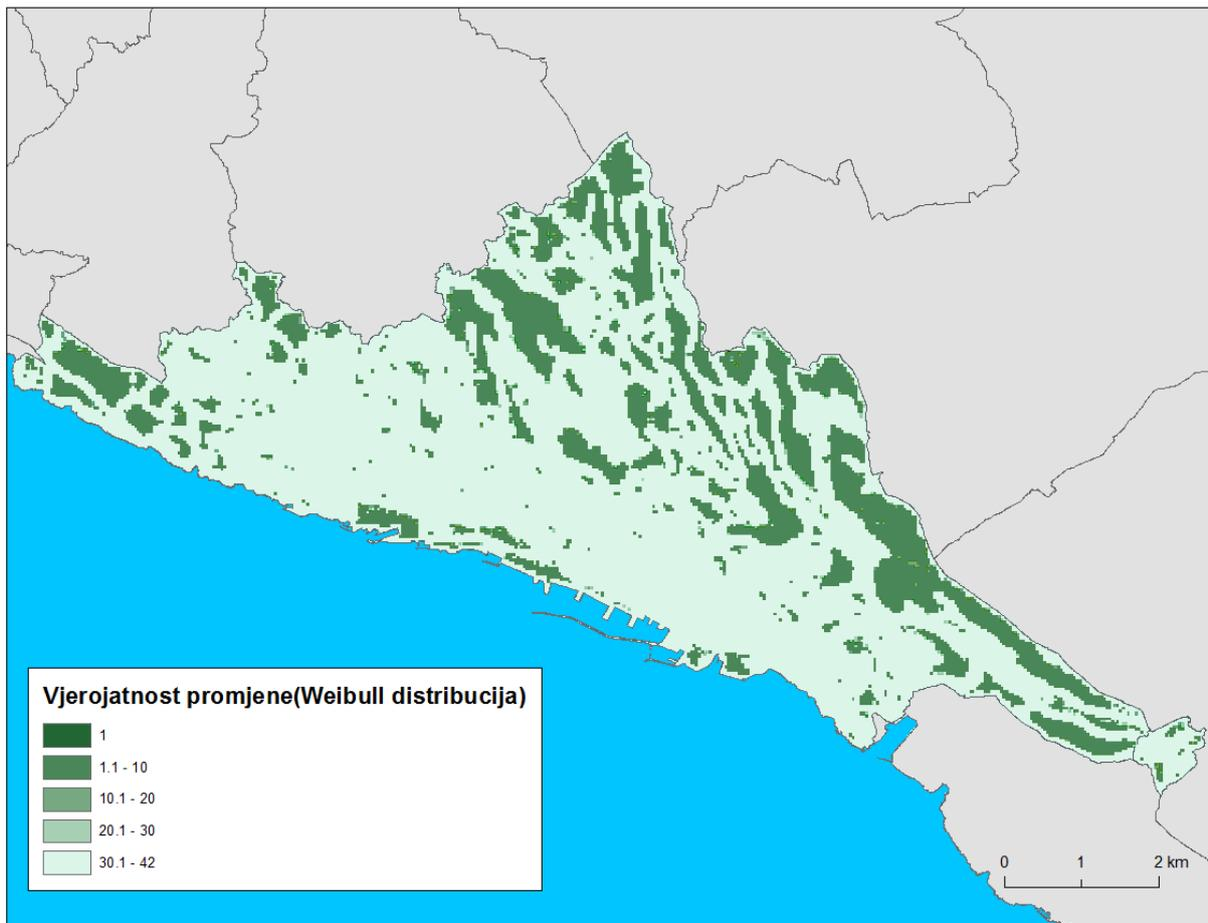 Vjerojatnost promjene(Weibull distribucija)
1
1.1 - 10
10.1 - 20
20.1 - 30
30.1 - 42
0 1 2 km